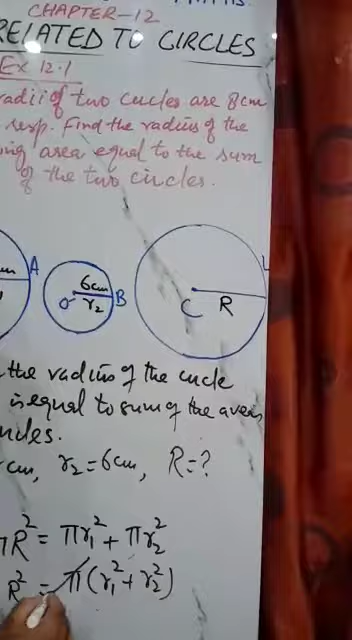 CHAPTER-12
RELATED TO CIRCLES
Ex 12.1
radii of two circles are 8cm
resp. Find the radius of the
area equal to the sum
of the two circles.
A
6cm
O r₂ B
L
C R
the radius of the circle
is equal to sum of the areas
cm, r₂=6cm, R=?
πR² = πr₁² + πr₂²
R² = π(r₁² + r₂²)